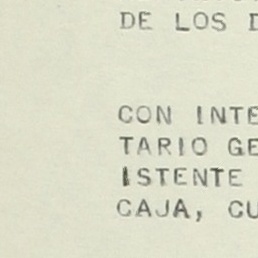 DE LOS D
CON INTE
TARIO GE
ISTENTE
CAJA, CU